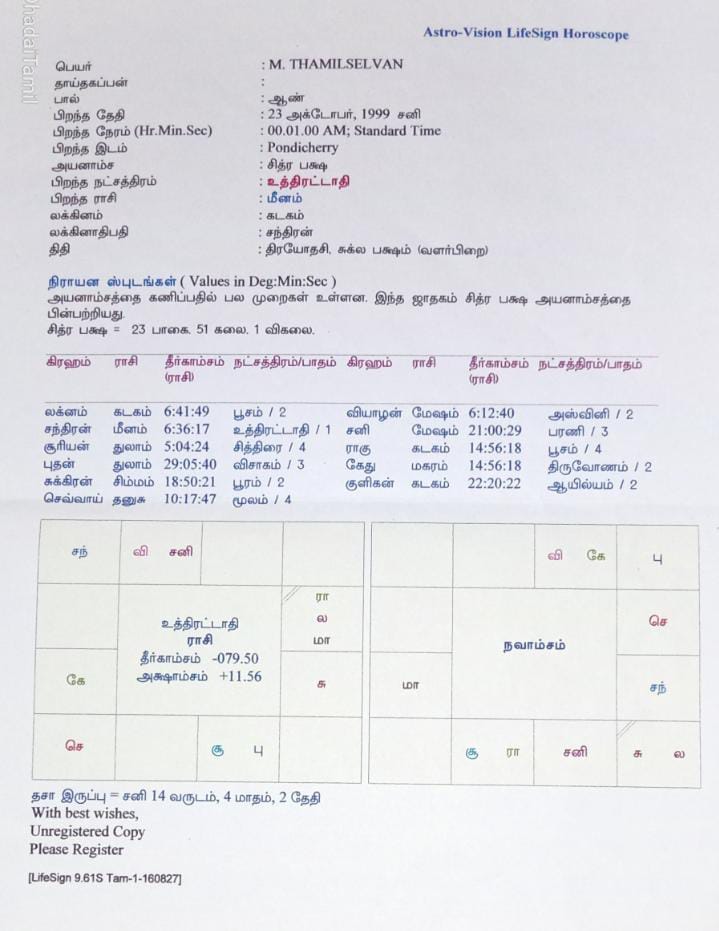 Astro-Vision LifeSign Horoscope
பெயர் : M. THAMILSELVAN
தாய்தகப்பன் :
பால் : ஆண்
பிறந்த தேதி : 23 அக்டோபர், 1999 சனி
பிறந்த நேரம் (Hr.Min.Sec) : 00.01.00 AM; Standard Time
பிறந்த இடம் : Pondicherry
அயனாம்ச : சித்ர பக்ஷ
பிறந்த நட்சத்திரம் : உத்திரட்டாதி
பிறந்த ராசி : மீனம்
லக்கினம் : கடகம்
லக்கினாதிபதி : சந்திரன்
திதி : திரயோதசி, சுக்ல பக்ஷம் (வளர்பிறை)
நிராயன ஸ்புடங்கள் ( Values in Deg:Min:Sec )
அயனாம்சத்தை கணிப்பதில் பல முறைகள் உள்ளன. இந்த ஜாதகம் சித்ர பக்ஷ அயனாம்சத்தை
பின்பற்றியது.
சித்ர பக்ஷ = 23 பாகை. 51 கலை. 1 விகலை.
கிரஹம் ராசி தீர்காம்சம் நட்சத்திரம்/பாதம் கிரஹம் ராசி தீர்காம்சம் நட்சத்திரம்/பாதம்
(ராசி) (ராசி)
லக்னம் கடகம் 6:41:49 பூசம் / 2 வியாழன் மேஷம் 6:12:40 அஸ்வினி / 2
சந்திரன் மீனம் 6:36:17 உத்திரட்டாதி / 1 சனி மேஷம் 21:00:29 பரணி / 3
சூரியன் துலாம் 5:04:24 சித்திரை / 4 ராகு கடகம் 14:56:18 பூசம் / 4
புதன் துலாம் 29:05:40 விசாகம் / 3 கேது மகரம் 14:56:18 திருவோணம் / 2
சுக்கிரன் சிம்மம் 18:50:21 பூரம் / 2 குளிகன் கடகம் 22:20:22 ஆயில்யம் / 2
செவ்வாய் தனுசு 10:17:47 மூலம் / 4
சந் வி சனி
ரா
ல
மா
உத்திரட்டாதி
ராசி
தீர்காம்சம் -079.50
அக்ஷாம்சம் +11.56
கே சு
செ சூ பு
வி கே பு
செ
நவாம்சம்
மா சந்
சூ ரா சனி சு ல
தசா இருப்பு = சனி 14 வருடம், 4 மாதம், 2 தேதி
With best wishes,
Unregistered Copy
Please Register
[LifeSign 9.61S Tam-1-160827]